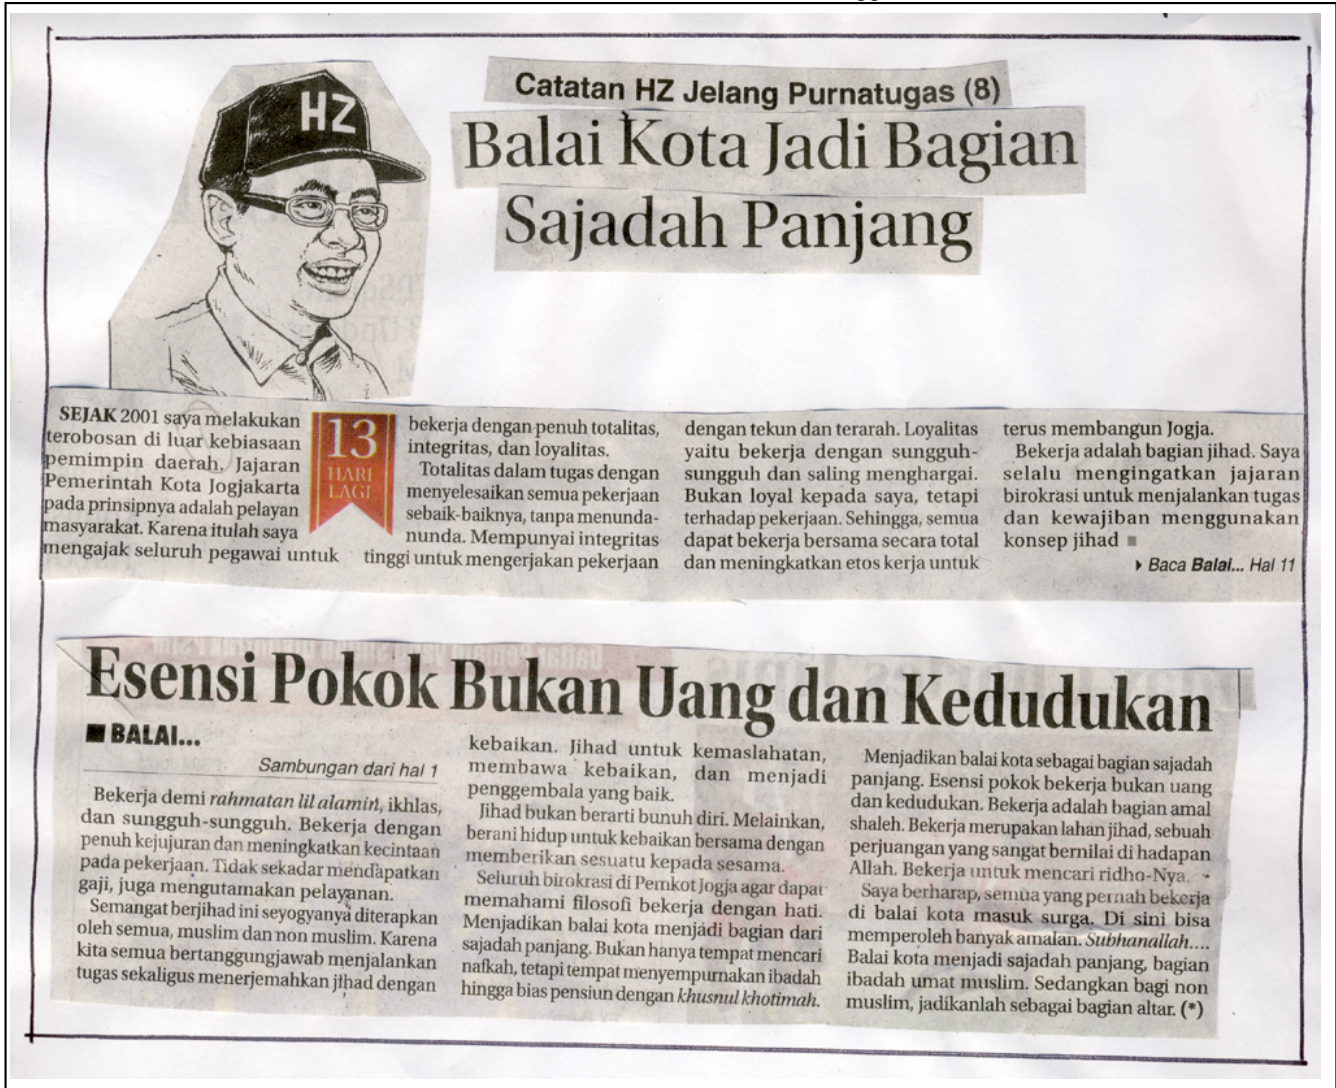 HZ
Catatan HZ Jelang Purnatugas (8)
Balai Kota Jadi Bagian
Sajadah Panjang
SEJAK 2001 saya melakukan
terobosan di luar kebiasaan
pemimpin daerah. Jajaran
Pemerintah Kota Jogjakarta
pada prinsipnya adalah pelayan
masyarakat. Karena itulah saya
mengajak seluruh pegawai untuk
13
HARI
LAGI
bekerja dengan penuh totalitas,
integritas, dan loyalitas.
Totalitas dalam tugas dengan
menyelesaikan semua pekerjaan
sebaik-baiknya, tanpa menunda-
nunda. Mempunyai integritas
tinggi untuk mengerjakan pekerjaan
dengan tekun dan terarah. Loyalitas
yaitu bekerja dengan sungguh-
sungguh dan saling menghargai.
Bukan loyal kepada saya, tetapi
terhadap pekerjaan. Sehingga, semua
dapat bekerja bersama secara total
dan meningkatkan etos kerja untuk
terus membangun Jogja.
Bekerja adalah bagian jihad. Saya
selalu mengingatkan jajaran
birokrasi untuk menjalankan tugas
dan kewajiban menggunakan
konsep jihad ■
▸ Baca Balai... Hal 11
Esensi Pokok Bukan Uang dan Kedudukan
■ BALAI...
Sambungan dari hal 1
Bekerja demi rahmatan lil alamin, ikhlas,
dan sungguh-sungguh. Bekerja dengan
penuh kejujuran dan meningkatkan kecintaan
pada pekerjaan. Tidak sekadar mendapatkan
gaji, juga mengutamakan pelayanan.
Semangat berjihad ini seyogyanya diterapkan
oleh semua, muslim dan non muslim. Karena
kita semua bertanggungjawab menjalankan
tugas sekaligus menerjemahkan jihad dengan
kebaikan. Jihad untuk kemaslahatan,
membawa kebaikan, dan menjadi
penggembala yang baik.
Jihad bukan berarti bunuh diri. Melainkan,
berani hidup untuk kebaikan bersama dengan
memberikan sesuatu kepada sesama.
Seluruh birokrasi di Pemkot Jogja agar dapat
memahami filosofi bekerja dengan hati.
Menjadikan balai kota menjadi bagian dari
sajadah panjang. Bukan hanya tempat mencari
nafkah, tetapi tempat menyempurnakan ibadah
hingga bias pensiun dengan khusnul khotimah.
Menjadikan balai kota sebagai bagian sajadah
panjang. Esensi pokok bekerja bukan uang
dan kedudukan. Bekerja adalah bagian amal
shaleh. Bekerja merupakan lahan jihad, sebuah
perjuangan yang sangat bernilai di hadapan
Allah. Bekerja untuk mencari ridho-Nya.
Saya berharap, semua yang pernah bekerja
di balai kota masuk surga. Di sini bisa
memperoleh banyak amalan. Subhanallah....
Balai kota menjadi sajadah panjang, bagian
ibadah umat muslim. Sedangkan bagi non
muslim, jadikanlah sebagai bagian altar. (*)